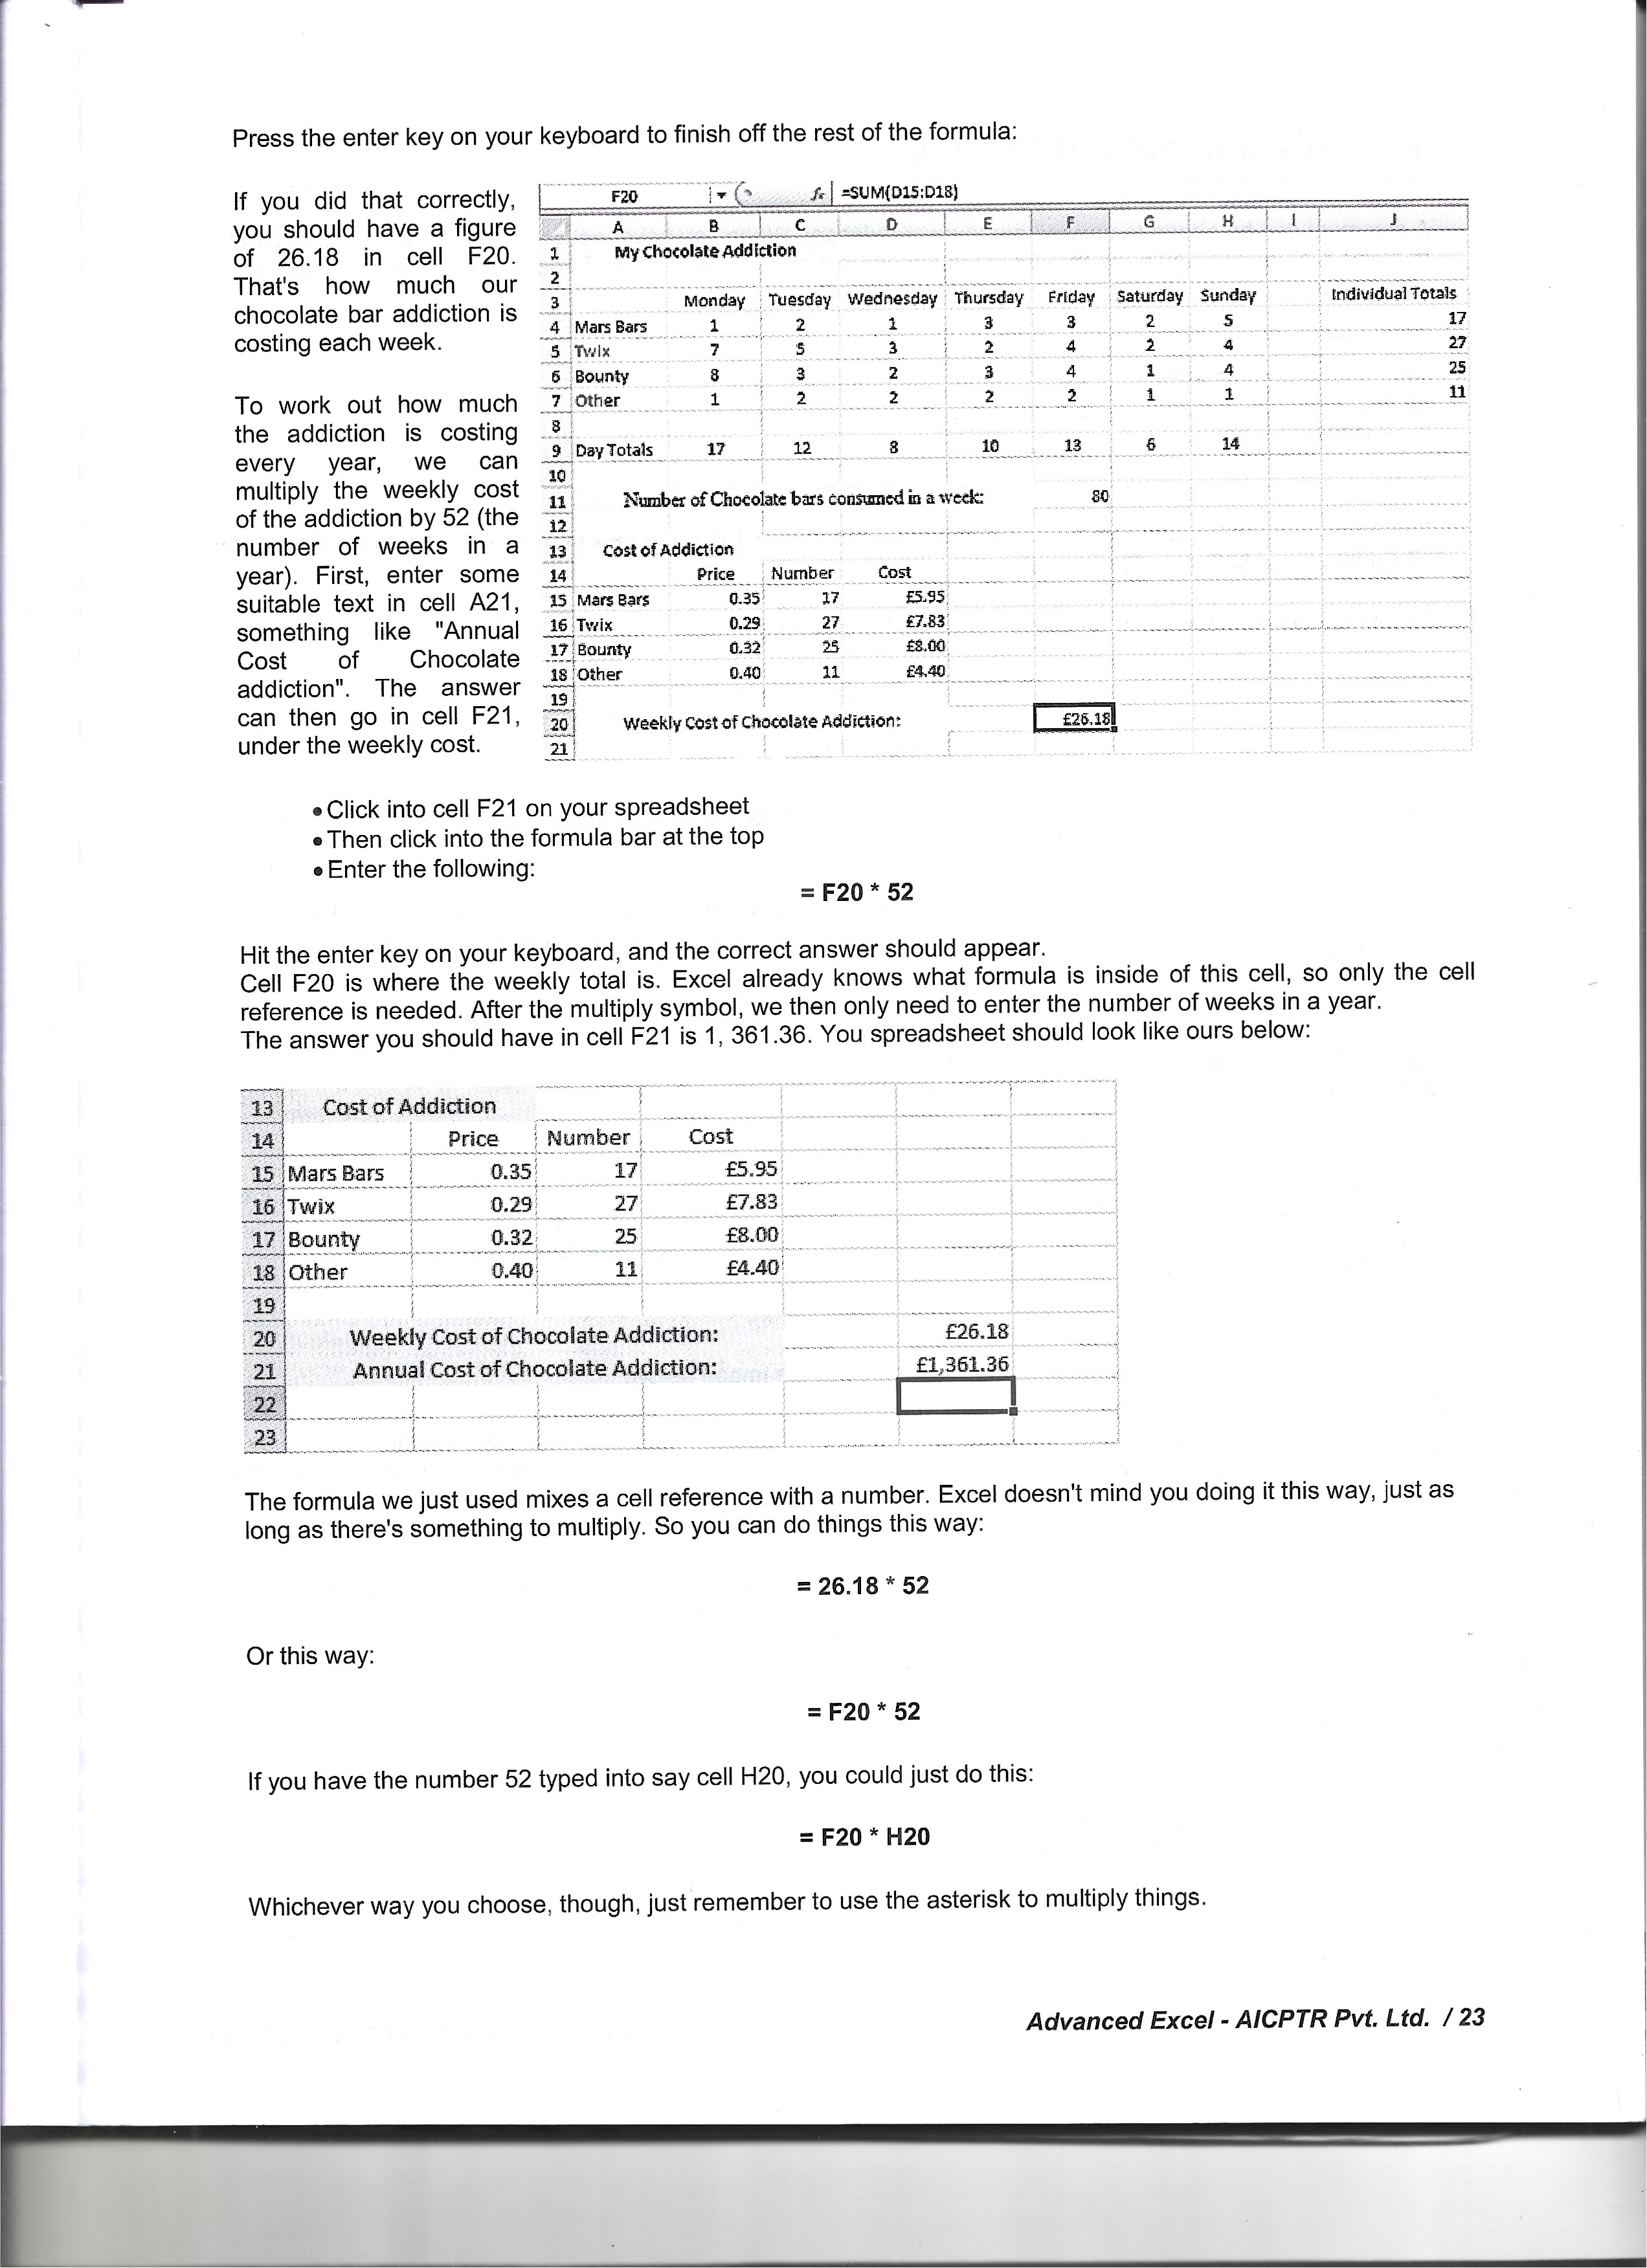 Press the enter key on your keyboard to finish off the rest of the formula:
If you did that correctly,
you should have a figure
of 26.18 in cell F20.
That's how much our
chocolate bar addiction is
costing each week.
To work out how much
the addiction is costing
every year, we can
multiply the weekly cost
of the addiction by 52 (the
number of weeks in a
year). First, enter some
suitable text in cell A21,
something like "Annual
Cost of Chocolate
addiction". The answer
can then go in cell F21,
under the weekly cost.
F20 fx =SUM(D15:D18)
A B C D E F G H I J
1 My Chocolate Addiction
2
3 Monday Tuesday Wednesday Thursday Friday Saturday Sunday Individual Totals
4 Mars Bars 1 2 1 3 3 2 5 17
5 Twix 7 5 3 2 4 2 4 27
6 Bounty 8 3 2 3 4 1 4 25
7 Other 1 2 2 2 2 1 1 11
8
9 Day Totals 17 12 8 10 13 6 14
10
11 Number of Chocolate bars consumed in a week: 80
12
13 Cost of Addiction
14 Price Number Cost
15 Mars Bars 0.35 17 £5.95
16 Twix 0.29 27 £7.83
17 Bounty 0.32 25 £8.00
18 Other 0.40 11 £4.40
19
20 Weekly Cost of Chocolate Addiction: £26.18
21
• Click into cell F21 on your spreadsheet
• Then click into the formula bar at the top
• Enter the following:
= F20 * 52
Hit the enter key on your keyboard, and the correct answer should appear.
Cell F20 is where the weekly total is. Excel already knows what formula is inside of this cell, so only the cell
reference is needed. After the multiply symbol, we then only need to enter the number of weeks in a year.
The answer you should have in cell F21 is 1, 361.36. You spreadsheet should look like ours below:
13 Cost of Addiction
14 Price Number Cost
15 Mars Bars 0.35 17 £5.95
16 Twix 0.29 27 £7.83
17 Bounty 0.32 25 £8.00
18 Other 0.40 11 £4.40
19
20 Weekly Cost of Chocolate Addiction: £26.18
21 Annual Cost of Chocolate Addiction: £1,361.36
22
23
The formula we just used mixes a cell reference with a number. Excel doesn't mind you doing it this way, just as
long as there's something to multiply. So you can do things this way:
= 26.18 * 52
Or this way:
= F20 * 52
If you have the number 52 typed into say cell H20, you could just do this:
= F20 * H20
Whichever way you choose, though, just remember to use the asterisk to multiply things.
Advanced Excel - AICPTR Pvt. Ltd. / 23